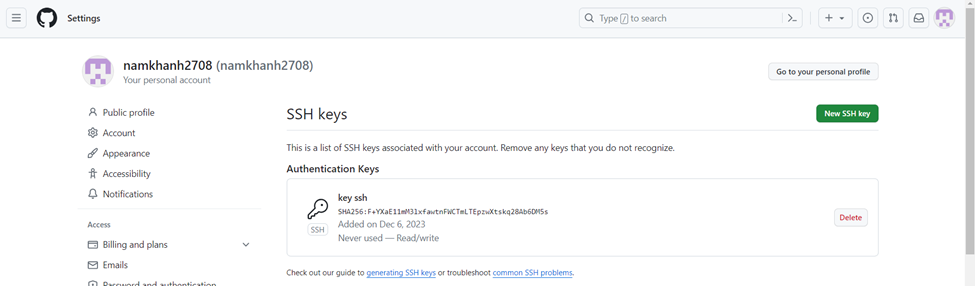 Settings
Type / to search
namkhanh2708 (namkhanh2708)
Your personal account
Go to your personal profile
Public profile
Account
Appearance
Accessibility
Notifications
Access
Billing and plans
Emails
Password and authentication
SSH keys
New SSH key
This is a list of SSH keys associated with your account. Remove any keys that you do not recognize.
Authentication Keys
key ssh
SHA256:F+YXaE11mM3lxfawtnFWCTmLTEpzwXtskq28Ab6DM5s
Added on Dec 6, 2023
Never used — Read/write
SSH
Delete
Check out our guide to generating SSH keys or troubleshoot common SSH problems.